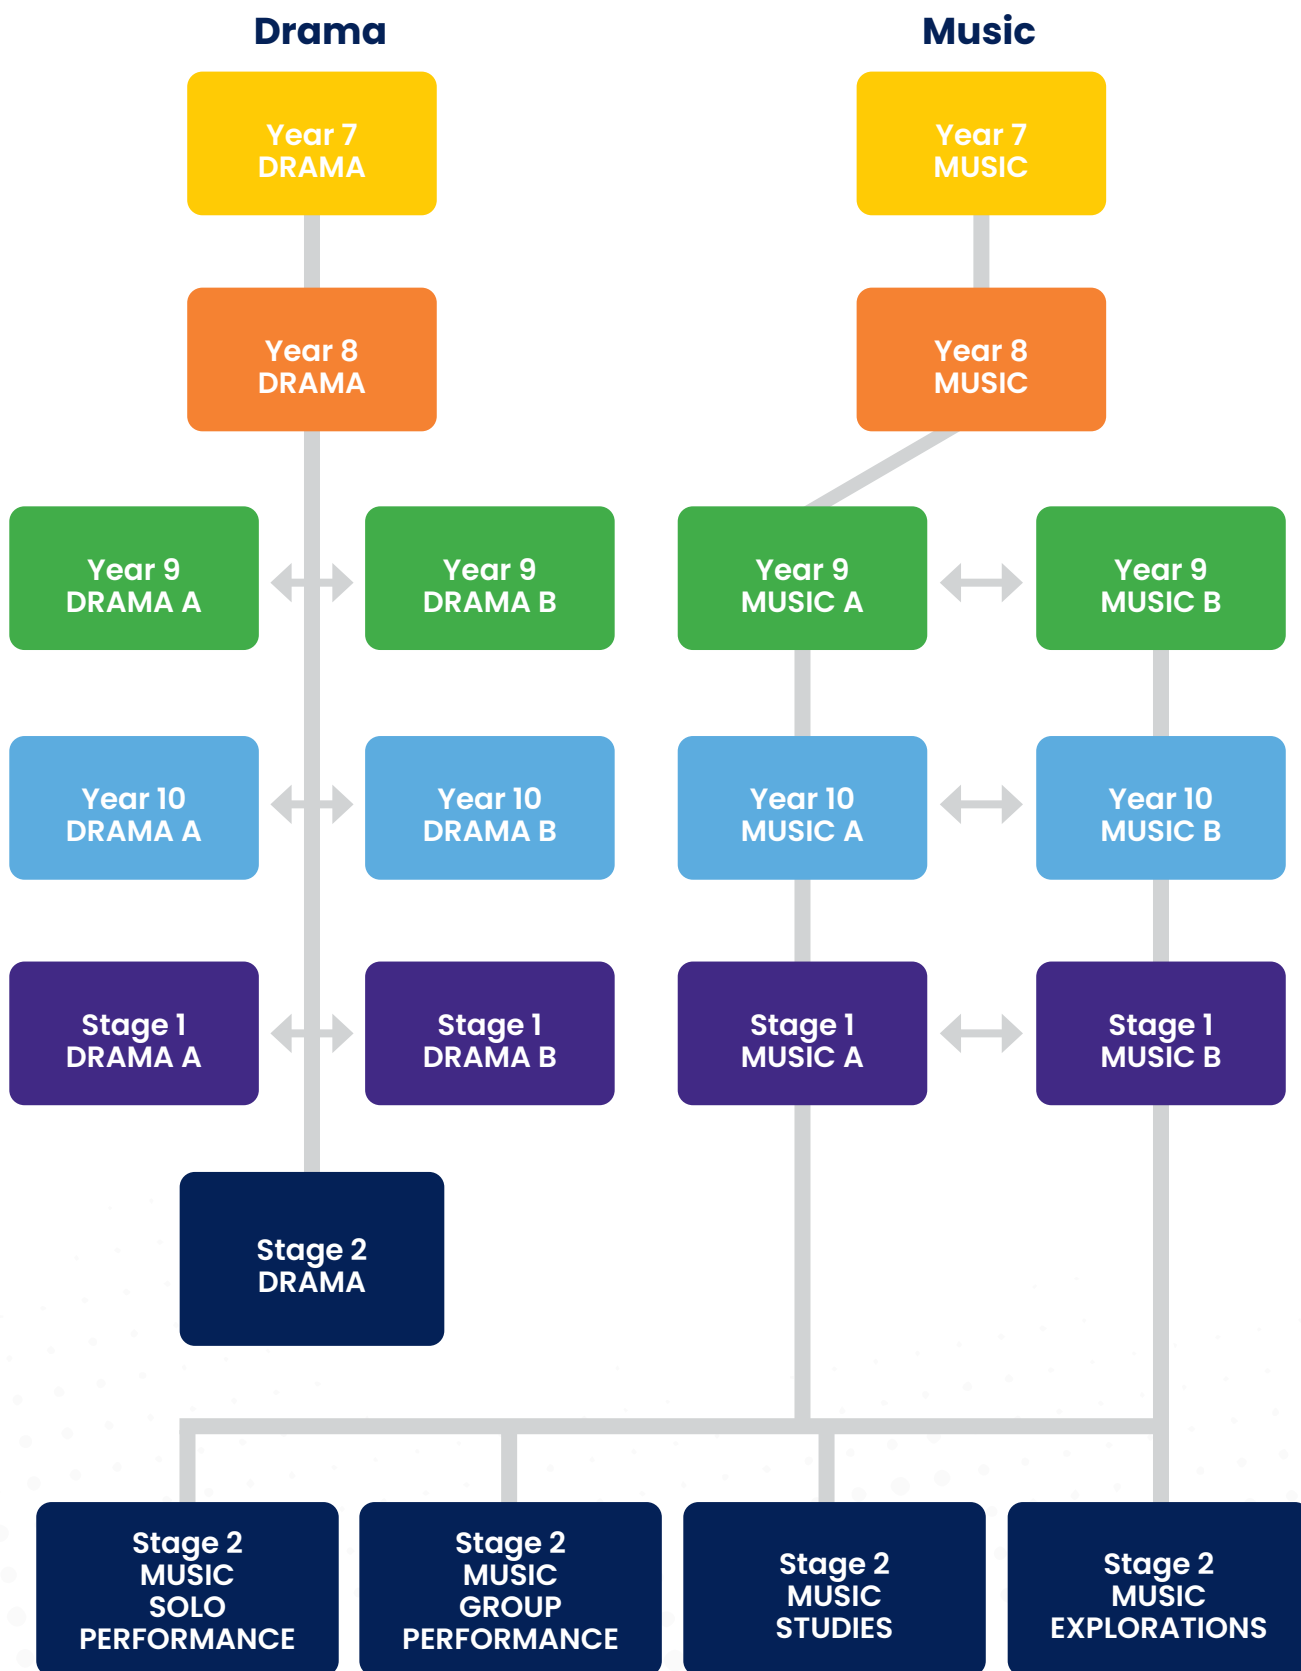 Drama
Music
Year 7
DRAMA
Year 7
MUSIC
Year 8
DRAMA
Year 8
MUSIC
Year 9
DRAMA A
Year 9
DRAMA B
Year 9
MUSIC A
Year 9
MUSIC B
Year 10
DRAMA A
Year 10
DRAMA B
Year 10
MUSIC A
Year 10
MUSIC B
Stage 1
DRAMA A
Stage 1
DRAMA B
Stage 1
MUSIC A
Stage 1
MUSIC B
Stage 2
DRAMA
Stage 2
MUSIC
SOLO
PERFORMANCE
Stage 2
MUSIC
GROUP
PERFORMANCE
Stage 2
MUSIC
STUDIES
Stage 2
MUSIC
EXPLORATIONS